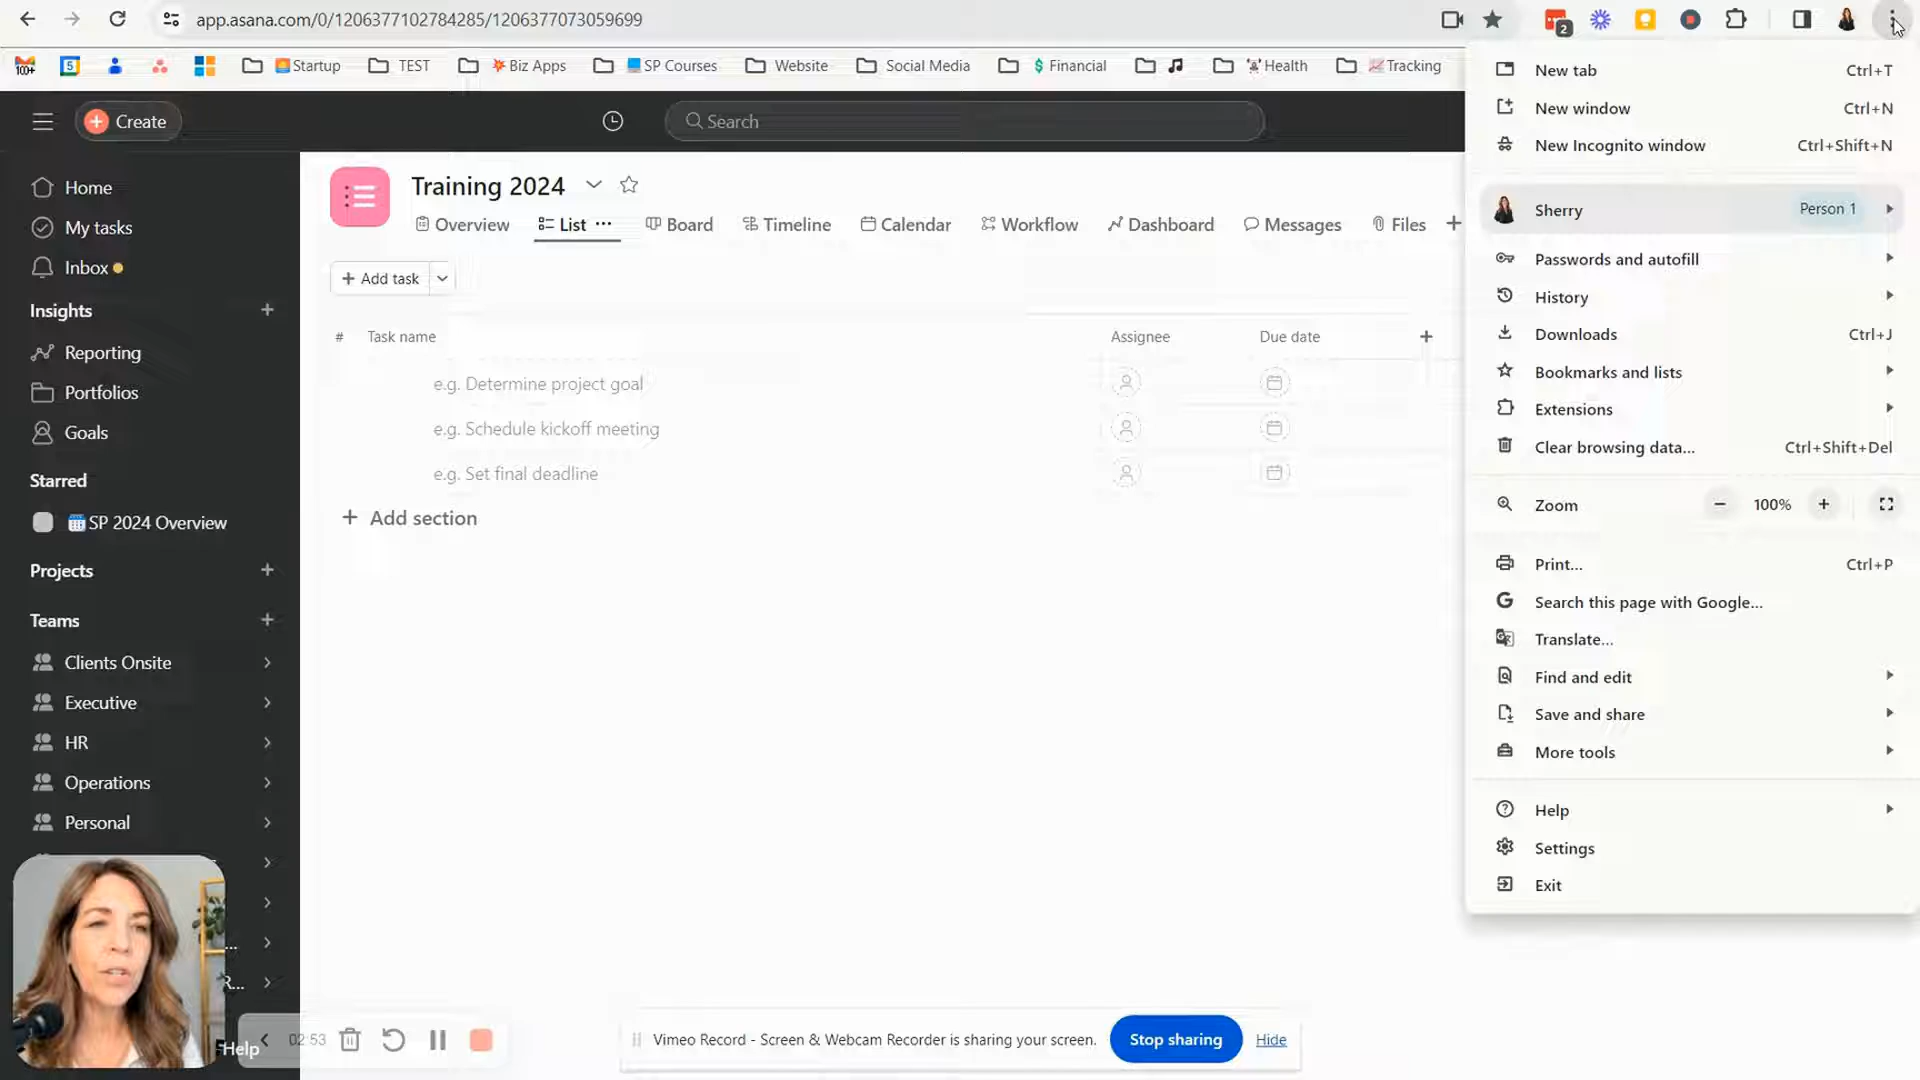 app.asana.com/0/1206377102784285/1206377073059699
2
100+
5
Startup
TEST
Biz Apps
SP Courses
Website
Social Media
$ Financial
Health
Tracking
Create
Search
Home
My tasks
Inbox
Insights
Reporting
Portfolios
Goals
Starred
SP 2024 Overview
Projects
Teams
Clients Onsite
Executive
HR
Operations
Personal
...
R...
Help
Training 2024
Overview
List
Board
Timeline
Calendar
Workflow
Dashboard
Messages
Files
Add task
# Task name Assignee Due date
e.g. Determine project goal
e.g. Schedule kickoff meeting
e.g. Set final deadline
Add section
New tab Ctrl+T
New window Ctrl+N
New Incognito window Ctrl+Shift+N
Sherry Person 1
Passwords and autofill
History
Downloads Ctrl+J
Bookmarks and lists
Extensions
Clear browsing data... Ctrl+Shift+Del
Zoom 100%
Print... Ctrl+P
Search this page with Google...
Translate...
Find and edit
Save and share
More tools
Help
Settings
Exit
02:53
Vimeo Record - Screen & Webcam Recorder is sharing your screen.
Stop sharing
Hide